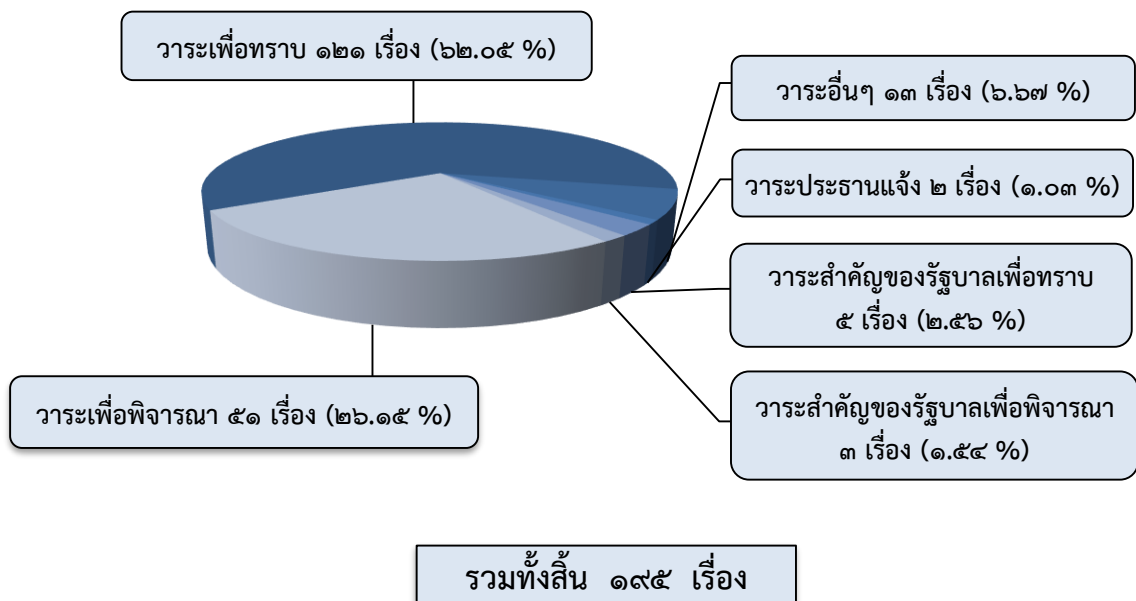 วาระเพื่อทราบ ๑๒๑ เรื่อง (๖๒.๐๕ %)
วาระอื่นๆ ๑๓ เรื่อง (๖.๖๗ %)
วาระประธานแจ้ง ๒ เรื่อง (๑.๐๓ %)
วาระสำคัญของรัฐบาลเพื่อทราบ
๕ เรื่อง (๒.๕๖ %)
วาระเพื่อพิจารณา ๕๑ เรื่อง (๒๖.๑๕ %)
วาระสำคัญของรัฐบาลเพื่อพิจารณา
๓ เรื่อง (๑.๕๔ %)
รวมทั้งสิ้น ๑๙๕ เรื่อง